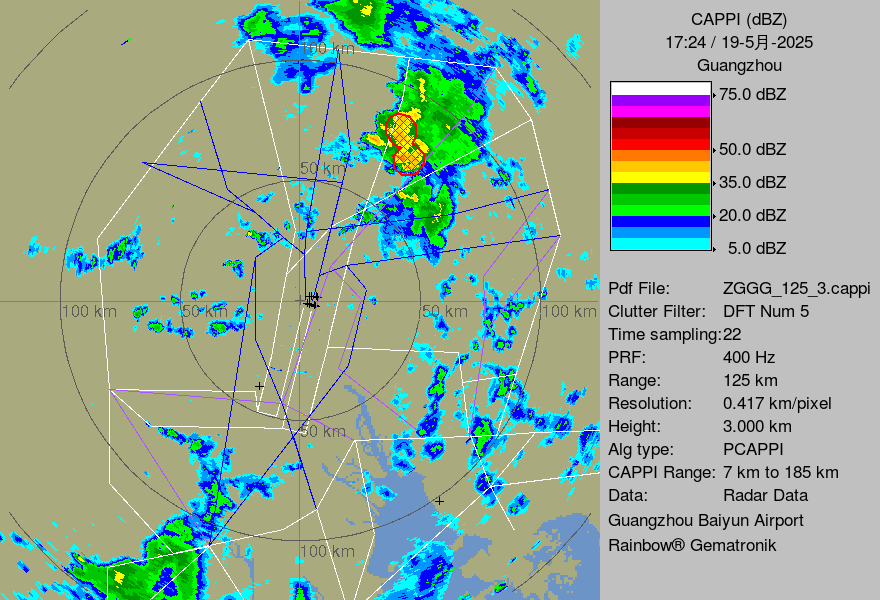 CAPPI (dBZ)
17:24 / 19-5月-2025
Guangzhou
75.0 dBZ
50.0 dBZ
35.0 dBZ
20.0 dBZ
5.0 dBZ
Pdf File: ZGGG_125_3.cappi
Clutter Filter: DFT Num 5
Time sampling:22
PRF: 400 Hz
Range: 125 km
Resolution: 0.417 km/pixel
Height: 3.000 km
Alg type: PCAPPI
CAPPI Range: 7 km to 185 km
Data: Radar Data
Guangzhou Baiyun Airport
Rainbow® Gematronik
100 km
50 km
100 km
50 km
50 km
100 km
50 km
100 km